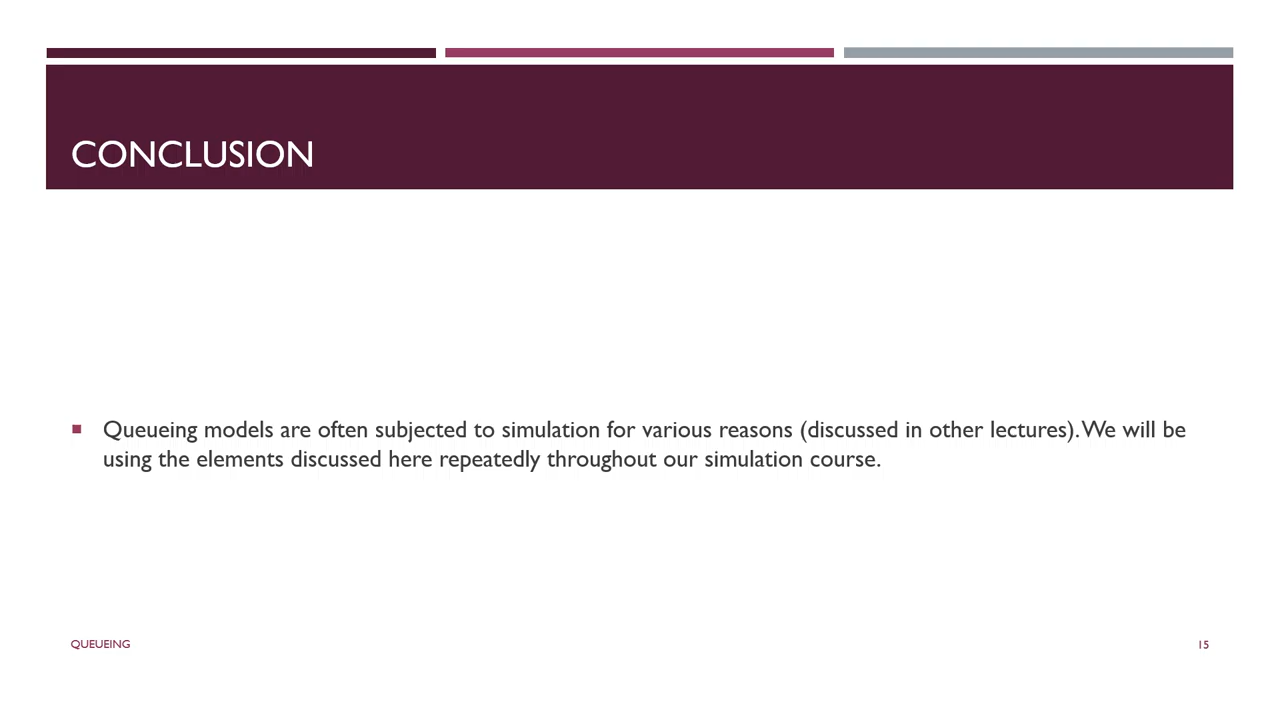 CONCLUSION
▪ Queueing models are often subjected to simulation for various reasons (discussed in other lectures). We will be
using the elements discussed here repeatedly throughout our simulation course.
QUEUEING
15